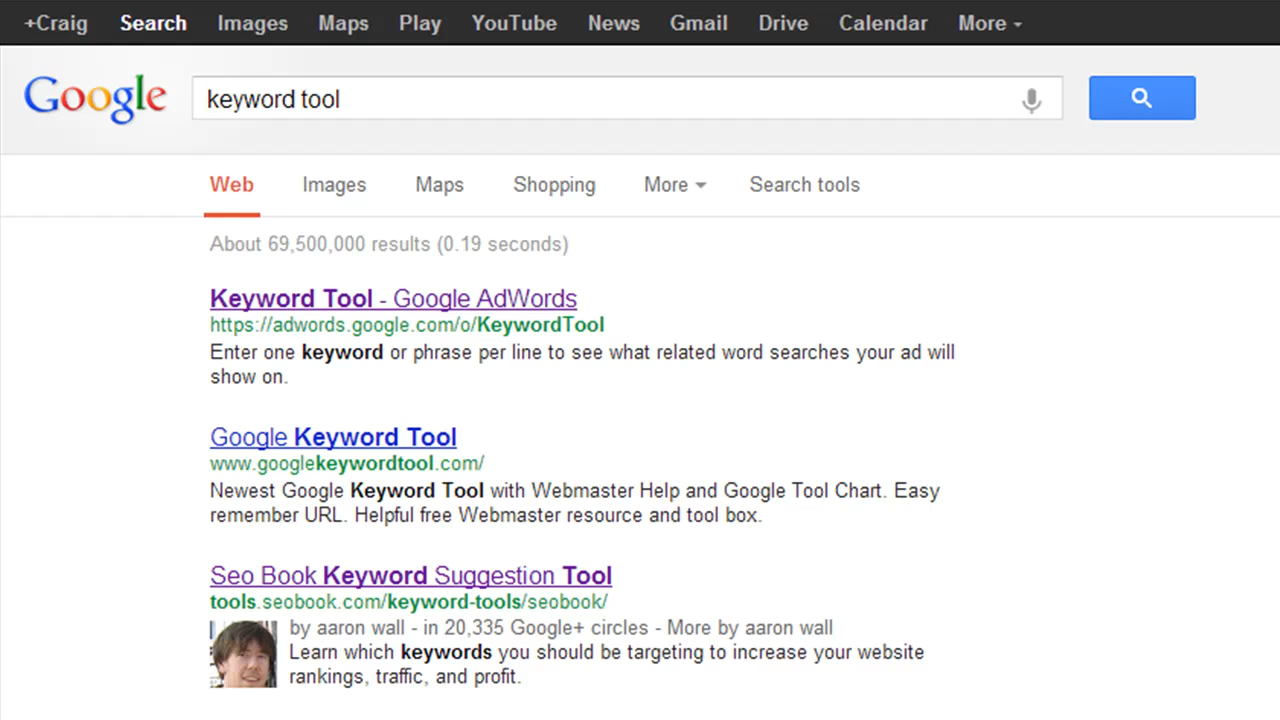 +Craig Search Images Maps Play YouTube News Gmail Drive Calendar More
Google keyword tool
Web Images Maps Shopping More Search tools
About 69,500,000 results (0.19 seconds)
Keyword Tool - Google AdWords
https://adwords.google.com/o/KeywordTool
Enter one keyword or phrase per line to see what related word searches your ad will
show on.
Google Keyword Tool
www.googlekeywordtool.com/
Newest Google Keyword Tool with Webmaster Help and Google Tool Chart. Easy
remember URL. Helpful free Webmaster resource and tool box.
Seo Book Keyword Suggestion Tool
tools.seobook.com/keyword-tools/seobook/
by aaron wall - in 20,335 Google+ circles - More by aaron wall
Learn which keywords you should be targeting to increase your website
rankings, traffic, and profit.